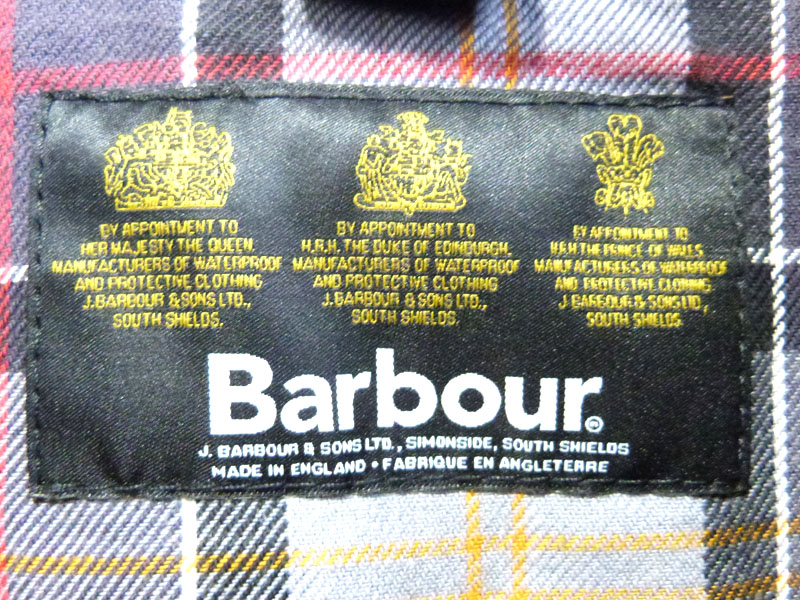 BY APPOINTMENT TO
HER MAJESTY THE QUEEN.
MANUFACTURERS OF WATERPROOF
AND PROTECTIVE CLOTHING
J.BARBOUR & SONS LTD.,
SOUTH SHIELDS.
BY APPOINTMENT TO
H.R.H. THE DUKE OF EDINBURGH,
MANUFACTURERS OF WATERPROOF
AND PROTECTIVE CLOTHING
J.BARBOUR & SONS LTD.,
SOUTH SHIELDS.
BY APPOINTMENT TO
H.R.H THE PRINCE OF WALES
MANUFACTURERS OF WATERPROOF
AND PROTECTIVE CLOTHING
J BARBOUR & SONS LTD,
SOUTH SHIELDS
Barbour®
J. BARBOUR & SONS LTD., SIMONSIDE, SOUTH SHIELDS
MADE IN ENGLAND • FABRIQUE EN ANGLETERRE